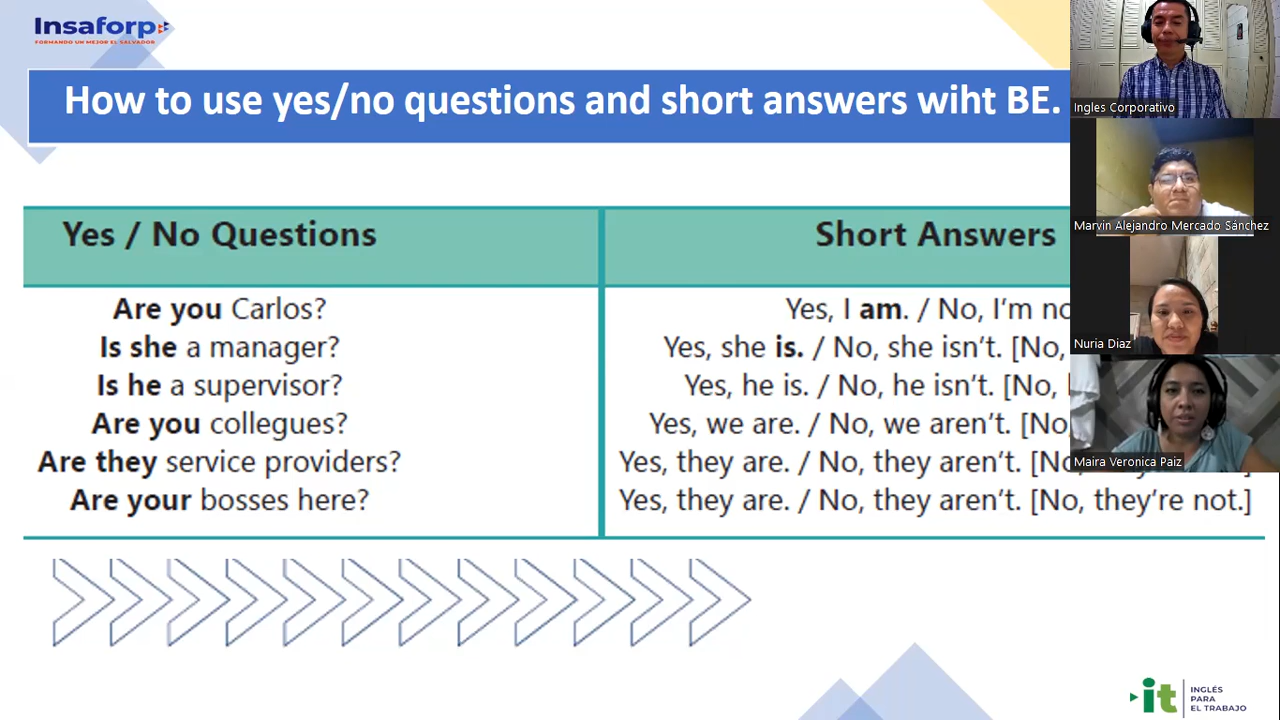 Insaforp
FORMANDO UN MEJOR EL SALVADOR
How to use yes/no questions and short answers wiht BE.
Yes / No Questions
Short Answers
Are you Carlos?
Yes, I am. / No, I'm
Is she a manager?
Yes, she is. / No, she isn't. [No,
Is he a supervisor?
Yes, he is. / No, he isn't. [No,
Are you collegues?
Yes, we are. / No, we aren't. [No,
Are they service providers?
Yes, they are. / No, they aren't.
Are your bosses here?
Yes, they are. / No, they aren't. [No, they're not.]
Ingles Corporativo
Marvin Alejandro Mercado Sánchez
Nuria Diaz
Maira Veronica Paiz
it
INGLÉS
PARA
EL TRABAJO